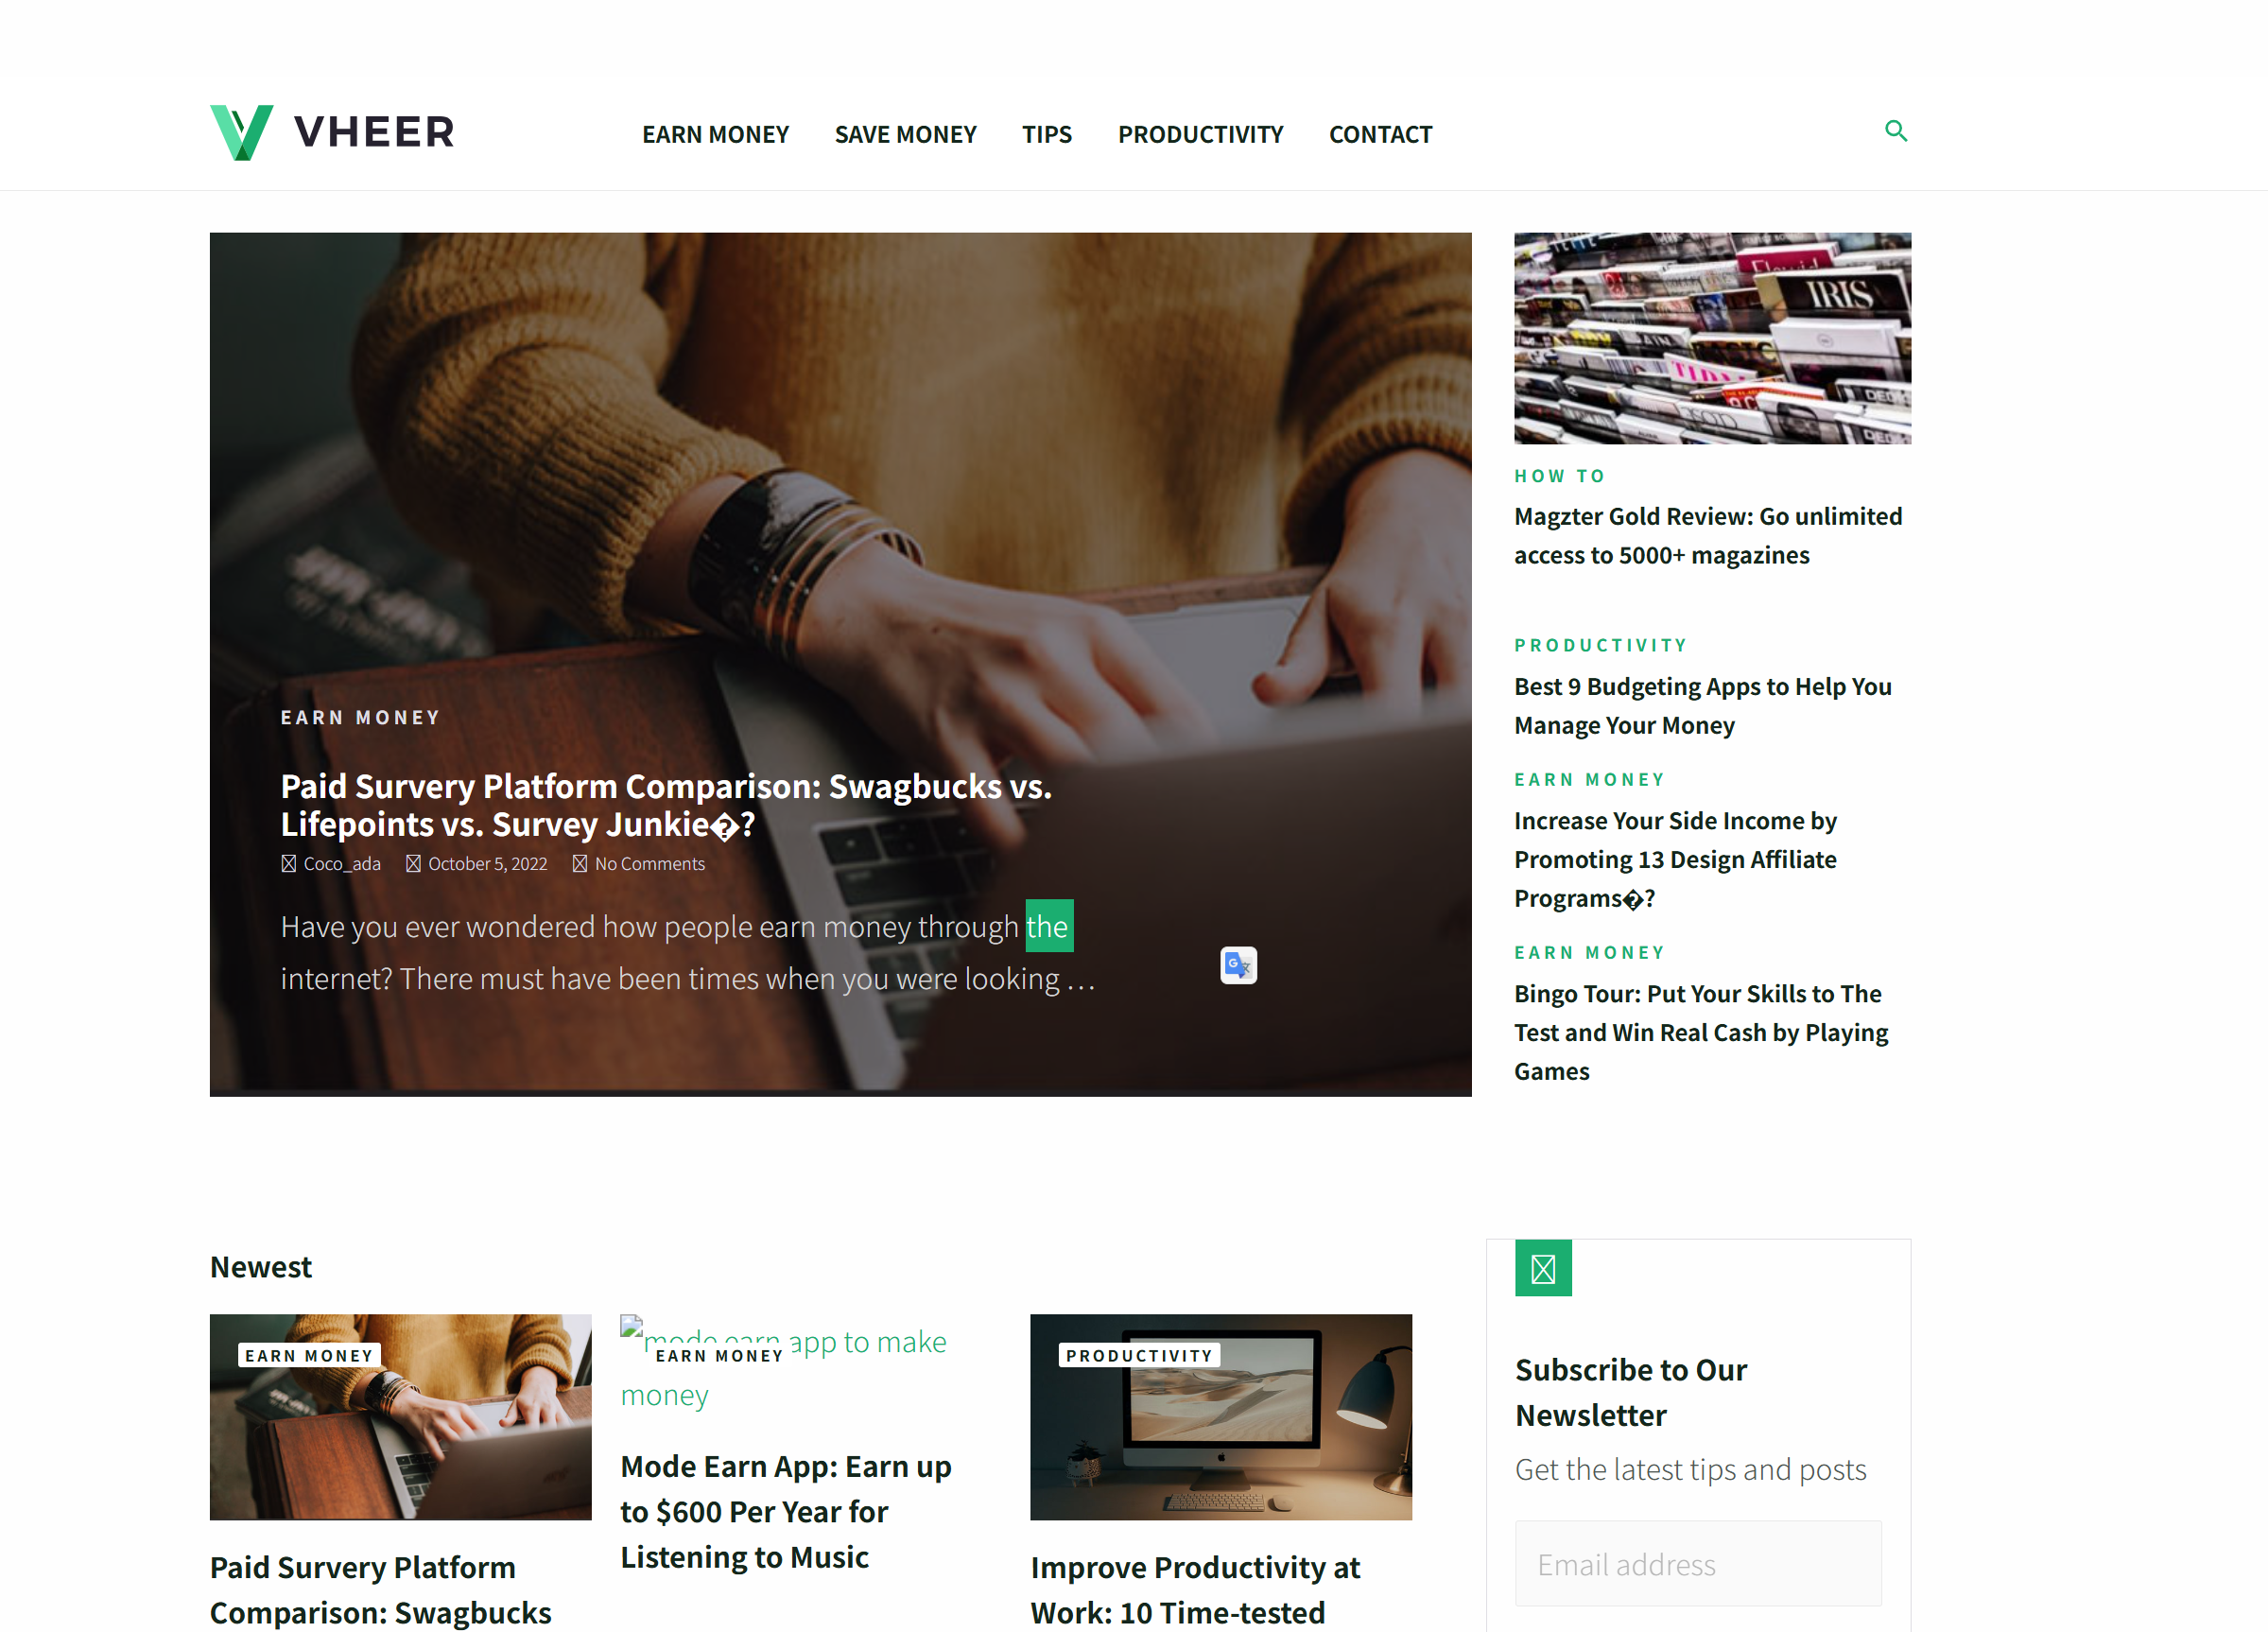 VHEER
EARN MONEY SAVE MONEY TIPS PRODUCTIVITY CONTACT
IRIS
HOW TO
Magzter Gold Review: Go unlimited
access to 5000+ magazines
PRODUCTIVITY
Best 9 Budgeting Apps to Help You
Manage Your Money
EARN MONEY
Increase Your Side Income by
Promoting 13 Design Affiliate
Programs�?
EARN MONEY
Bingo Tour: Put Your Skills to The
Test and Win Real Cash by Playing
Games
EARN MONEY
Paid Survery Platform Comparison: Swagbucks vs.
Lifepoints vs. Survey Junkie�?
Coco_ada October 5, 2022 No Comments
Have you ever wondered how people earn money through the
internet? There must have been times when you were looking …
Newest
EARN MONEY
Paid Survery Platform
Comparison: Swagbucks
mode earn app to make
money
EARN MONEY
Mode Earn App: Earn up
to $600 Per Year for
Listening to Music
PRODUCTIVITY
Improve Productivity at
Work: 10 Time-tested
Subscribe to Our
Newsletter
Get the latest tips and posts
Email address